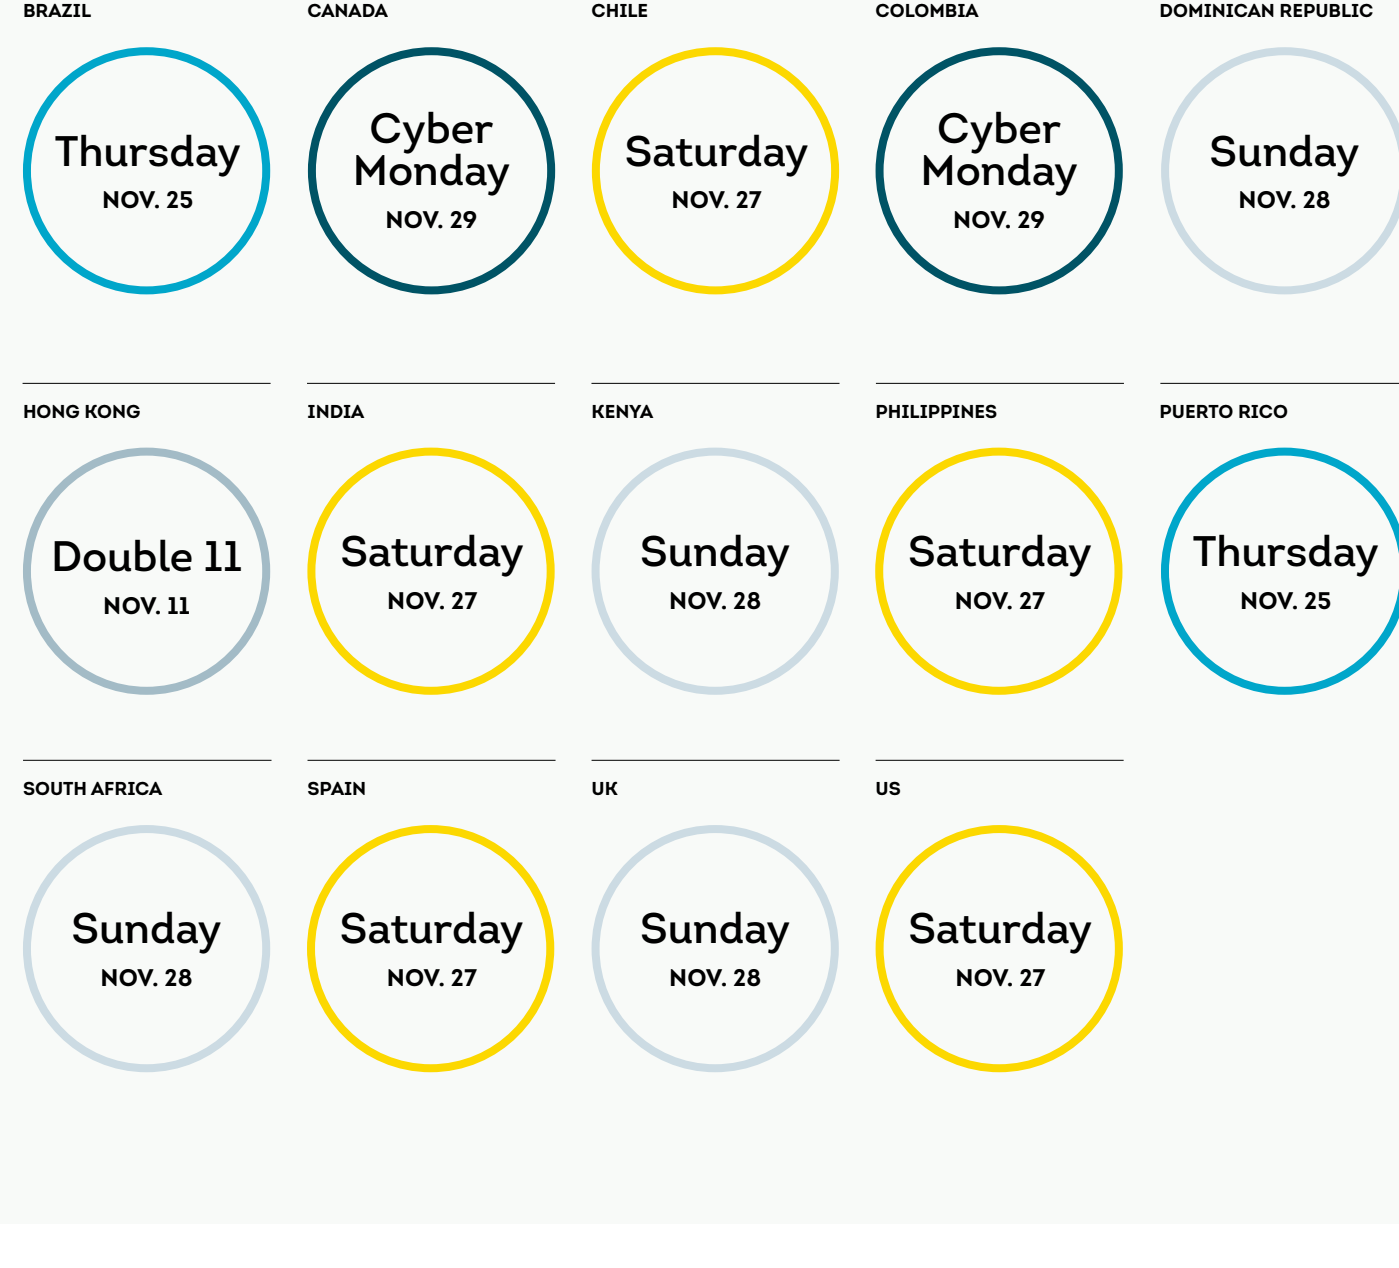 BRAZIL
CANADA
CHILE
COLOMBIA
DOMINICAN REPUBLIC
Thursday
NOV. 25
Cyber
Monday
NOV. 29
Saturday
NOV. 27
Cyber
Monday
NOV. 29
Sunday
NOV. 28
HONG KONG
INDIA
KENYA
PHILIPPINES
PUERTO RICO
Double 11
NOV. 11
Saturday
NOV. 27
Sunday
NOV. 28
Saturday
NOV. 27
Thursday
NOV. 25
SOUTH AFRICA
SPAIN
UK
US
Sunday
NOV. 28
Saturday
NOV. 27
Sunday
NOV. 28
Saturday
NOV. 27